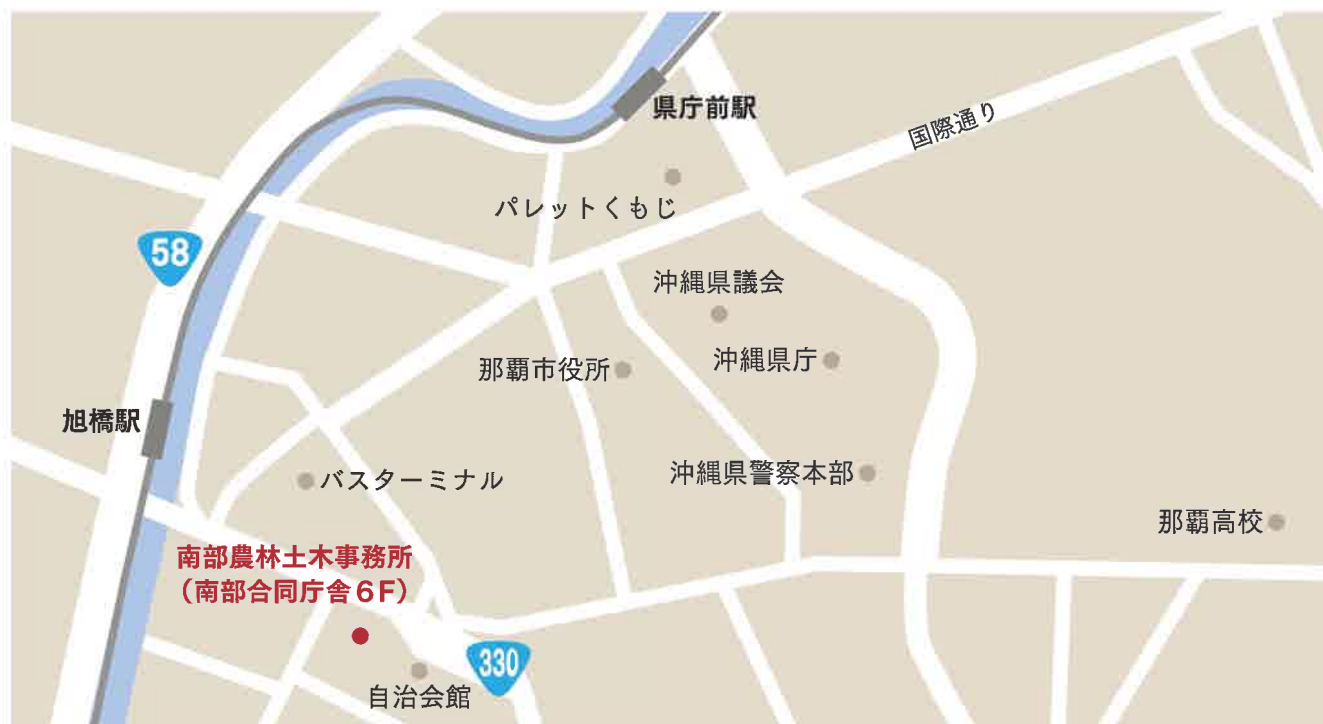 県庁前駅
国際通り
パレットくもじ
58
沖縄県議会
沖縄県庁
那覇市役所
旭橋駅
バスターミナル
沖縄県警察本部
那覇高校
南部農林土木事務所
（南部合同庁舎６F）
330
自治会館